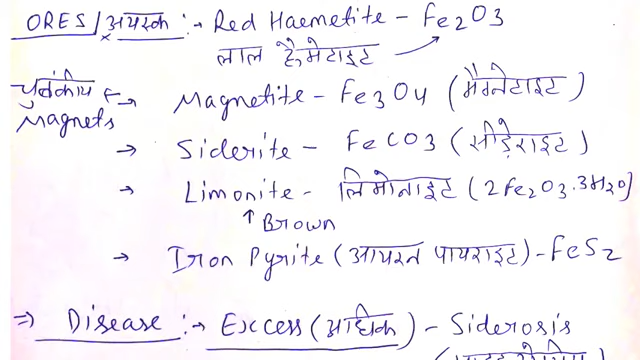 ORES/अयस्क :→ Red Haemetite - Fe2O3
लाल हैमेटाइट
चुंबकीय ← → Magnetite - Fe3O4 (मैग्नेटाइट)
Magnets
→ Siderite - FeCO3 (सीडेराइट)
→ Limonite - लिमोनाइट (2Fe2O3.3H2O)
↑ Brown
→ Iron Pyrite (आयरन पायराइट) - FeS2
⇒ Disease :→ Excess (अधिक) - Siderosis